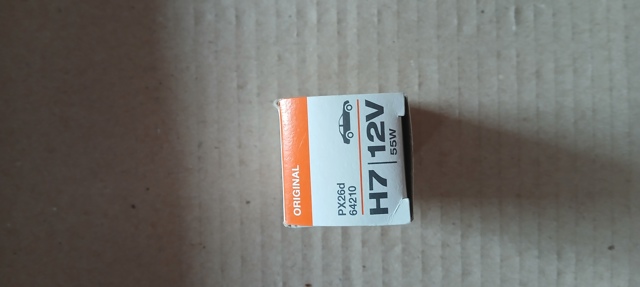 ORIGINAL
PX26d
64210
H7 | 12V
55W